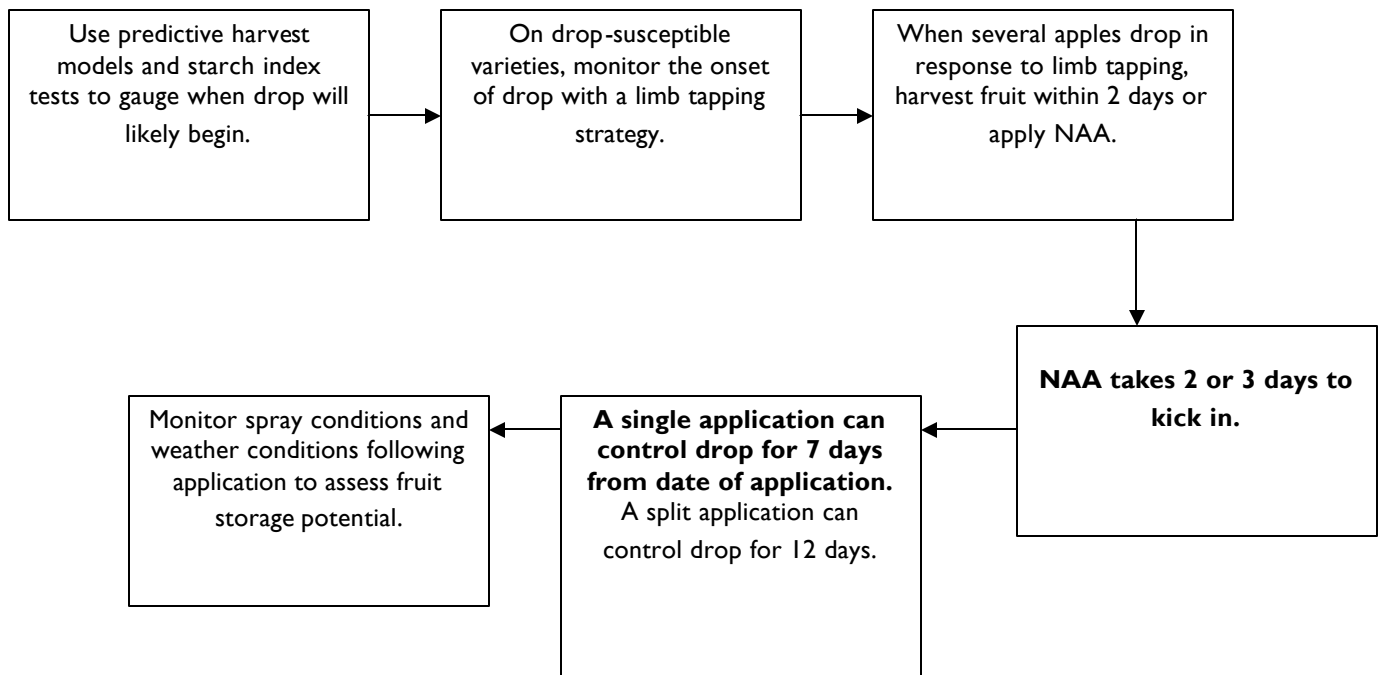 Use predictive harvest
models and starch index
tests to gauge when drop will
likely begin.
On drop-susceptible
varieties, monitor the onset
of drop with a limb tapping
strategy.
When several apples drop in
response to limb tapping,
harvest fruit within 2 days or
apply NAA.
NAA takes 2 or 3 days to
kick in.
A single application can
control drop for 7 days
from date of application.
A split application can
control drop for 12 days.
Monitor spray conditions and
weather conditions following
application to assess fruit
storage potential.